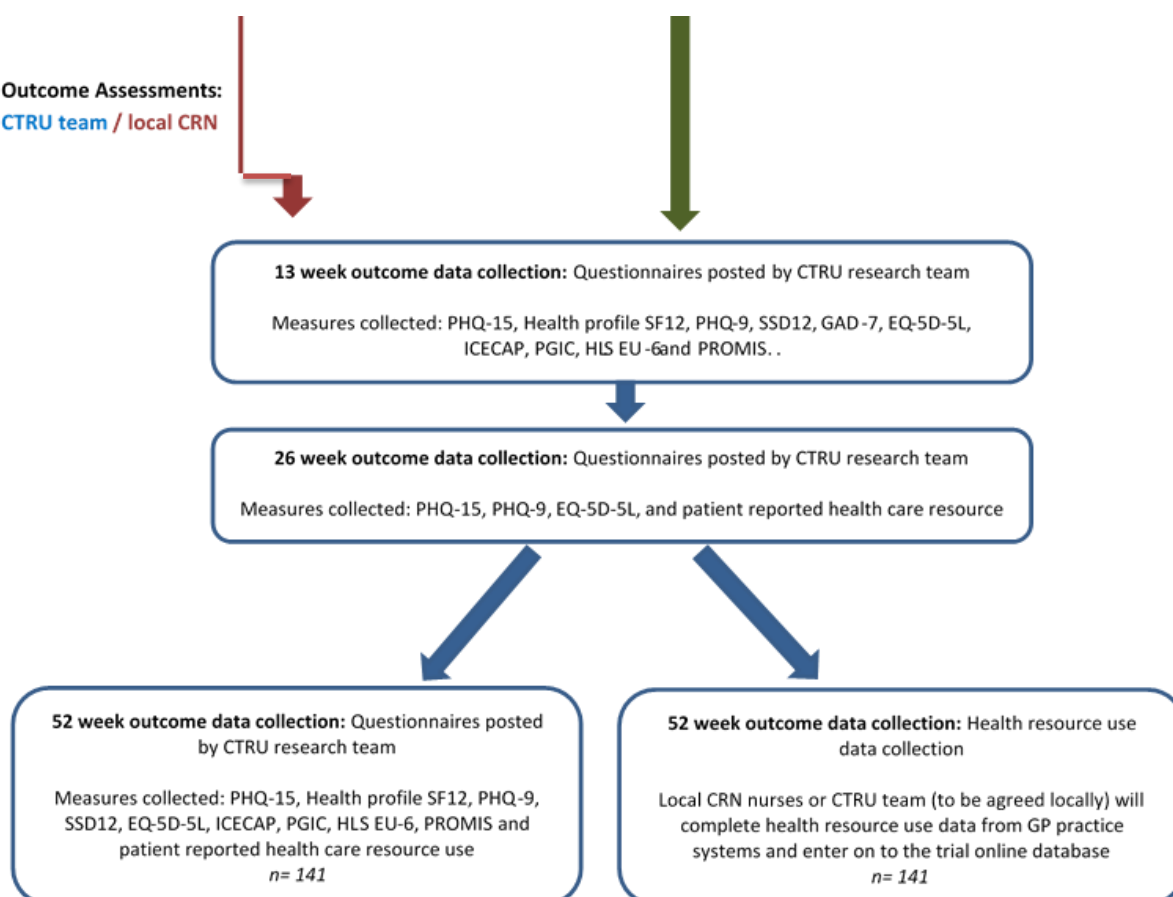 Outcome Assessments:
CTRU team / local CRN
13 week outcome data collection: Questionnaires posted by CTRU research team
Measures collected: PHQ-15, Health profile SF12, PHQ-9, SSD12, GAD-7, EQ-5D-5L,
ICECAP, PGIC, HLS EU-6and PROMIS. .
26 week outcome data collection: Questionnaires posted by CTRU research team
Measures collected: PHQ-15, PHQ-9, EQ-5D-5L, and patient reported health care resource
52 week outcome data collection: Questionnaires posted
by CTRU research team
Measures collected: PHQ-15, Health profile SF12, PHQ-9,
SSD12, EQ-5D-5L, ICECAP, PGIC, HLS EU-6, PROMIS and
patient reported health care resource use
n= 141
52 week outcome data collection: Health resource use
data collection
Local CRN nurses or CTRU team (to be agreed locally) will
complete health resource use data from GP practice
systems and enter on to the trial online database
n= 141